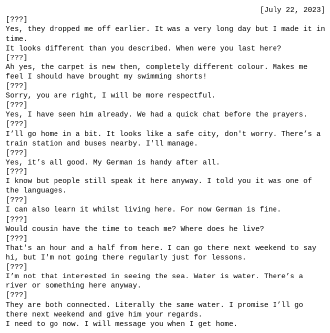 [July 22, 2023]
[???]
Yes, they dropped me off earlier. It was a very long day but I made it in
time.
It looks different than you described. When were you last here?
[???]
Ah yes, the carpet is new then, completely different colour. Makes me
feel I should have brought my swimming shorts!
[???]
Sorry, you are right, I will be more respectful.
[???]
Yes, I have seen him already. We had a quick chat before the prayers.
[???]
I'll go home in a bit. It looks like a safe city, don't worry. There's a
train station and buses nearby. I'll manage.
[???]
Yes, it's all good. My German is handy after all.
[???]
I know but people still speak it here anyway. I told you it was one of
the languages.
[???]
I can also learn it whilst living here. For now German is fine.
[???]
Would cousin have the time to teach me? Where does he live?
[???]
That's an hour and a half from here. I can go there next weekend to say
hi, but I'm not going there regularly just for lessons.
[???]
I'm not that interested in seeing the sea. Water is water. There's a
river or something here anyway.
[???]
They are both connected. Literally the same water. I promise I'll go
there next weekend and give him your regards.
I need to go now. I will message you when I get home.